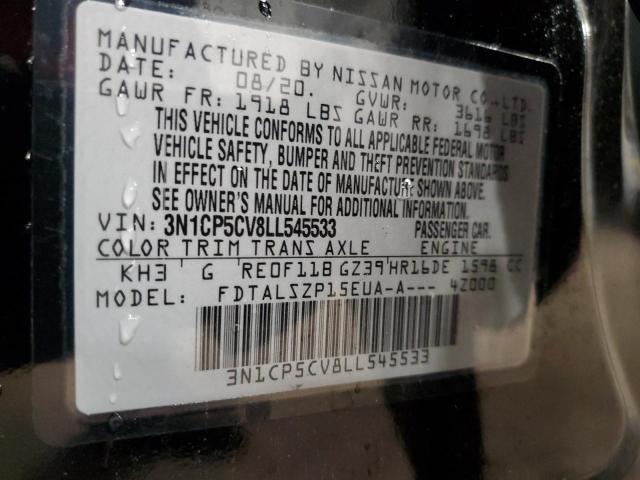 MANUFACTURED BY NISSAN MOTOR CO.,LTD.
DATE: 08/20. GVWR: 3616 LBS
GAWR FR: 1918 LBS GAWR RR: 1698 LBS
THIS VEHICLE CONFORMS TO ALL APPLICABLE FEDERAL MOTOR
VEHICLE SAFETY, BUMPER AND THEFT PREVENTION STANDARDS
IN EFFECT ON THE DATE OF MANUFACTURE SHOWN ABOVE.
SEE OWNER'S MANUAL FOR ADDITIONAL INFORMATION.
VIN: 3N1CP5CV8LL545533 PASSENGER CAR.
COLOR TRIM TRANS AXLE ENGINE
KH3 G RE0F11B GZ39 HR16DE 1598 CC
MODEL: FDTALSZP15EUA-A--- 4Z000
3N1CP5CV8LL545533